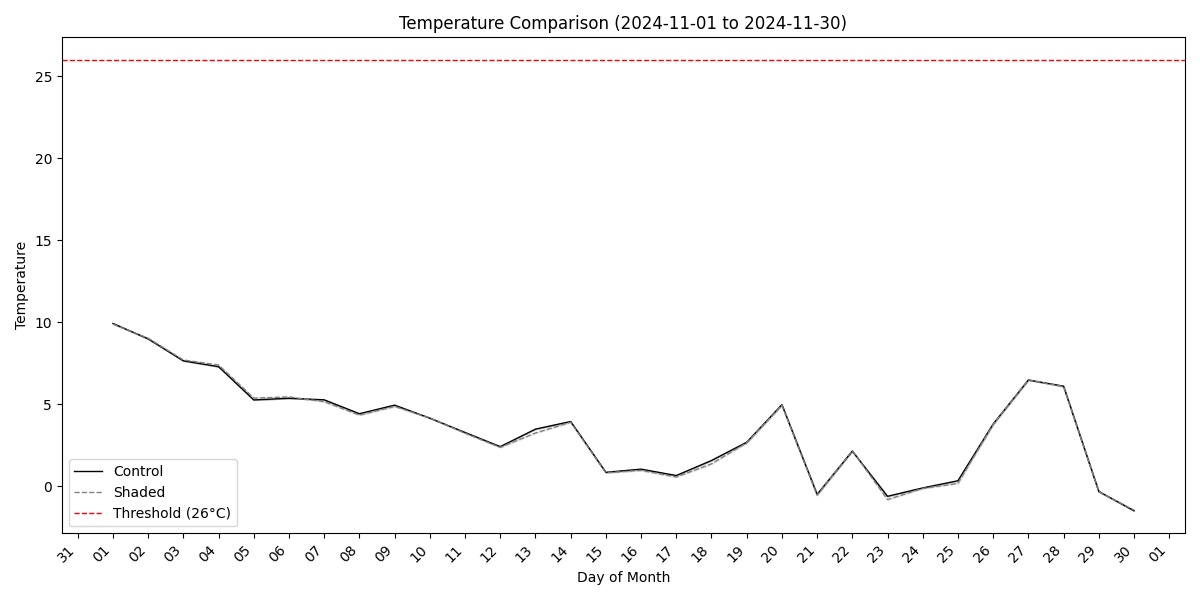 Temperature Comparison (2024-11-01 to 2024-11-30)
Temperature
25
20
15
10
5
0
Control
Shaded
Threshold (26°C)
31 01 02 03 04 05 06 07 08 09 10 11 12 13 14 15 16 17 18 19 20 21 22 23 24 25 26 27 28 29 30 01
Day of Month